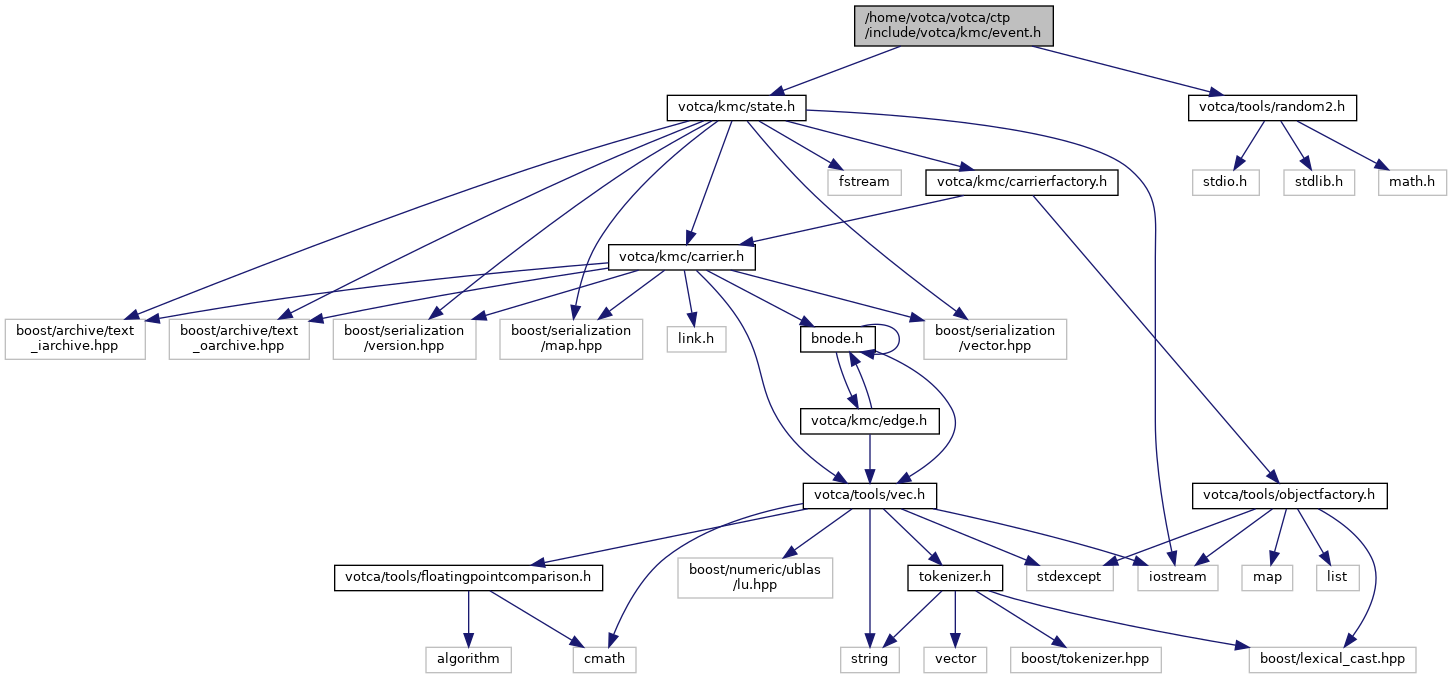 /home/votca/votca/ctp
/include/votca/kmc/event.h
votca/kmc/state.h
votca/tools/random2.h
fstream
votca/kmc/carrierfactory.h
stdio.h
stdlib.h
math.h
votca/kmc/carrier.h
boost/archive/text
_iarchive.hpp
boost/archive/text
_oarchive.hpp
boost/serialization
/version.hpp
boost/serialization
/map.hpp
link.h
bnode.h
boost/serialization
/vector.hpp
votca/kmc/edge.h
votca/tools/vec.h
votca/tools/objectfactory.h
votca/tools/floatingpointcomparison.h
boost/numeric/ublas
/lu.hpp
tokenizer.h
stdexcept
iostream
map
list
algorithm
cmath
string
vector
boost/tokenizer.hpp
boost/lexical_cast.hpp